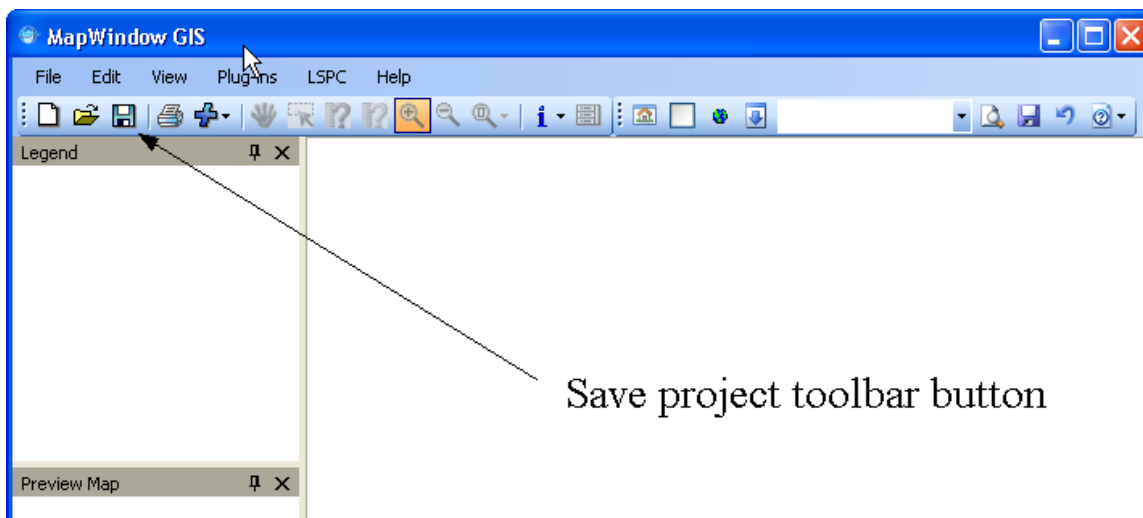 MapWindow GIS
File Edit View Plug-ins LSPC Help
Legend
Save project toolbar button
Preview Map